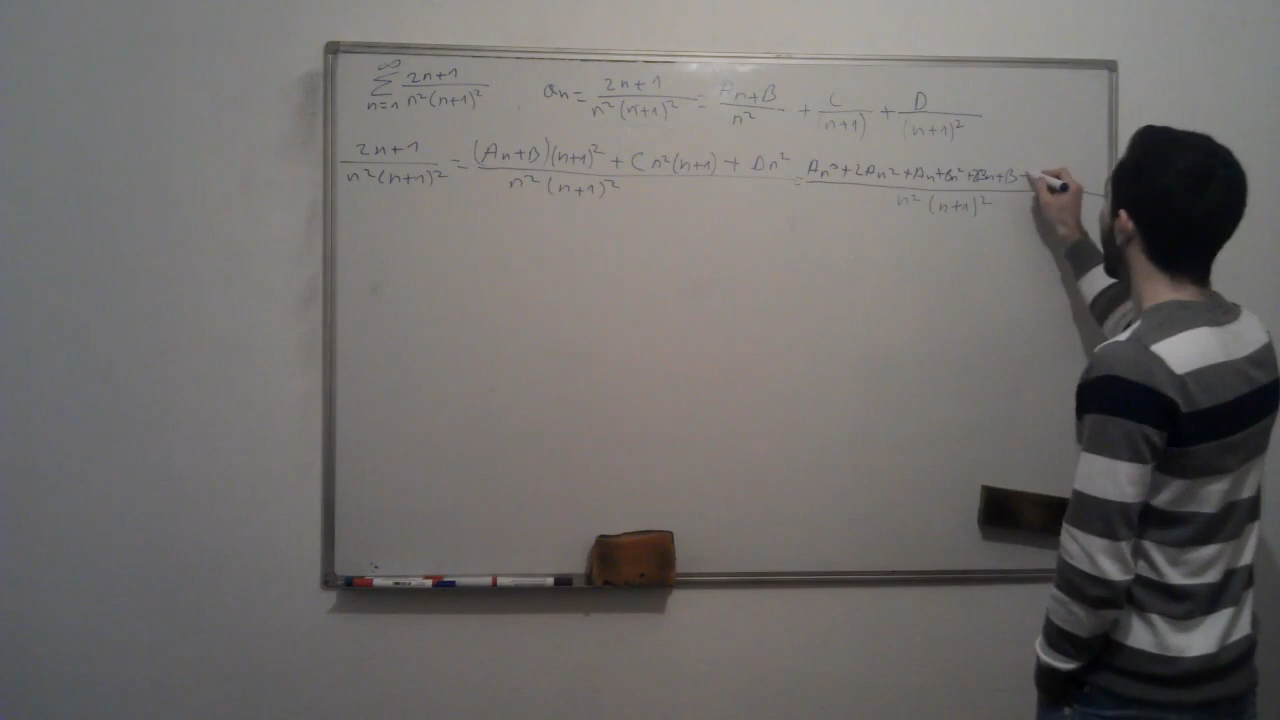 ∞∑n=1 2n+1/n²(n+1)² an = 2n+1/n²(n+1)² = An+B/n² + C/(n+1) + D/(n+1)²
2n+1/n²(n+1)² = (An+B)(n+1)² + Cn²(n+1) + Dn²/n²(n+1)² = An³+2An²+An+Bn²+2Bn+B+/n²(n+1)²